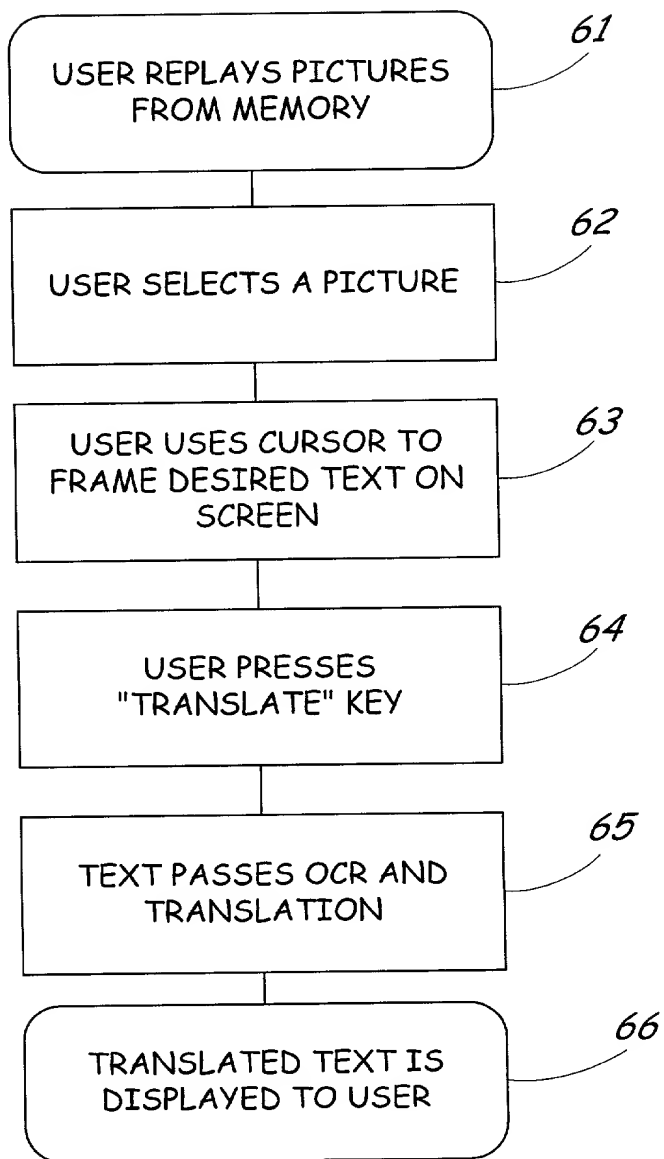 61
USER REPLAYS PICTURES
FROM MEMORY
62
USER SELECTS A PICTURE
63
USER USES CURSOR TO
FRAME DESIRED TEXT ON
SCREEN
64
USER PRESSES
"TRANSLATE" KEY
65
TEXT PASSES OCR AND
TRANSLATION
66
TRANSLATED TEXT IS
DISPLAYED TO USER